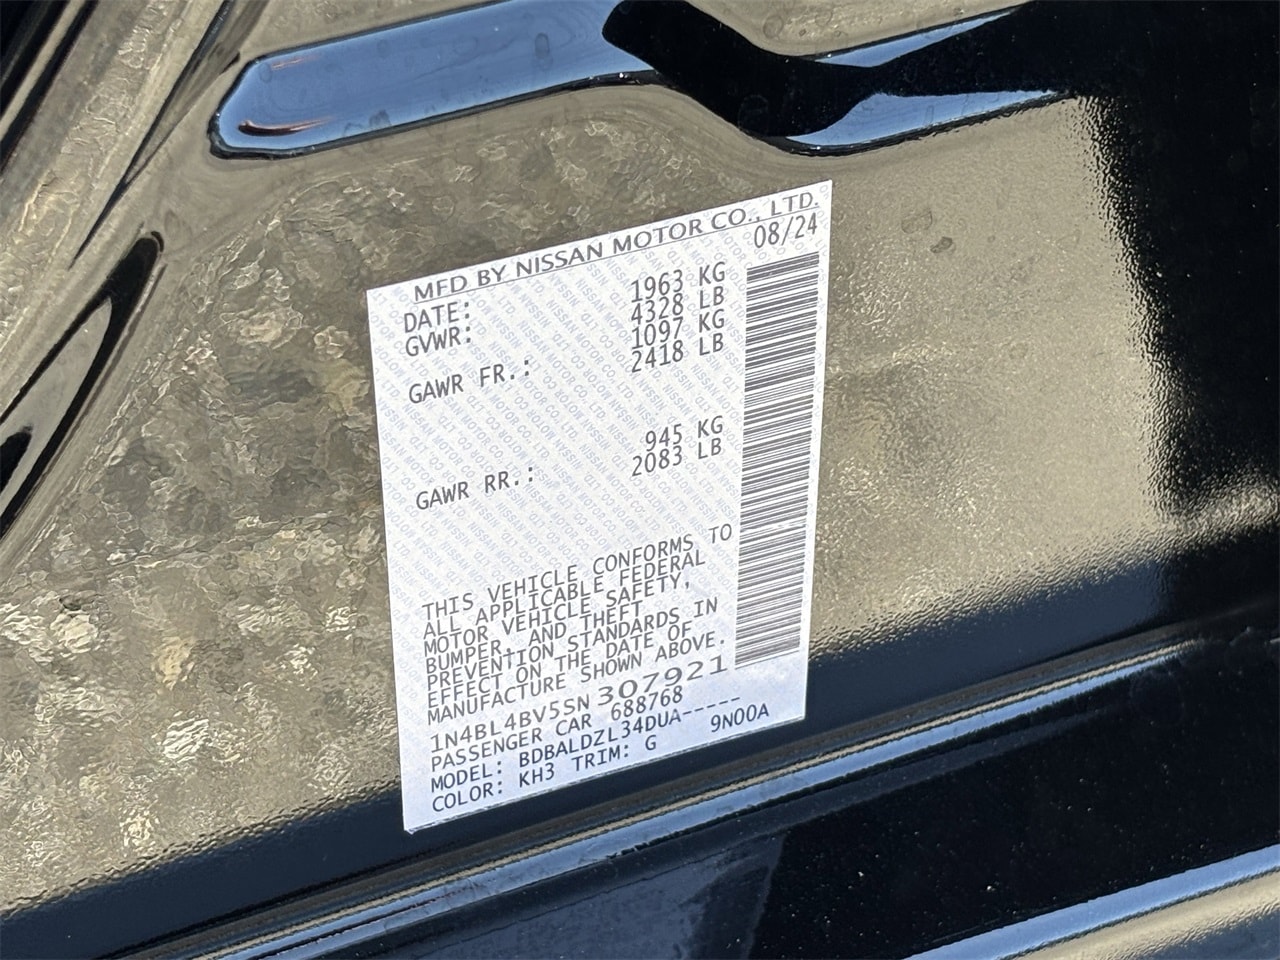 MFD BY NISSAN MOTOR CO., LTD.
DATE: 08/24
GVWR: 1963 KG
4328 LB
GAWR FR.: 1097 KG
2418 LB
GAWR RR.: 945 KG
2083 LB
THIS VEHICLE CONFORMS TO
ALL APPLICABLE FEDERAL
MOTOR VEHICLE SAFETY,
BUMPER, AND THEFT
PREVENTION STANDARDS IN
EFFECT ON THE DATE OF
MANUFACTURE SHOWN ABOVE.
1N4BL4BV5SN307921
PASSENGER CAR 688768
MODEL: BDBALDZL34DUA-----
COLOR: KH3 TRIM: G 9N00A